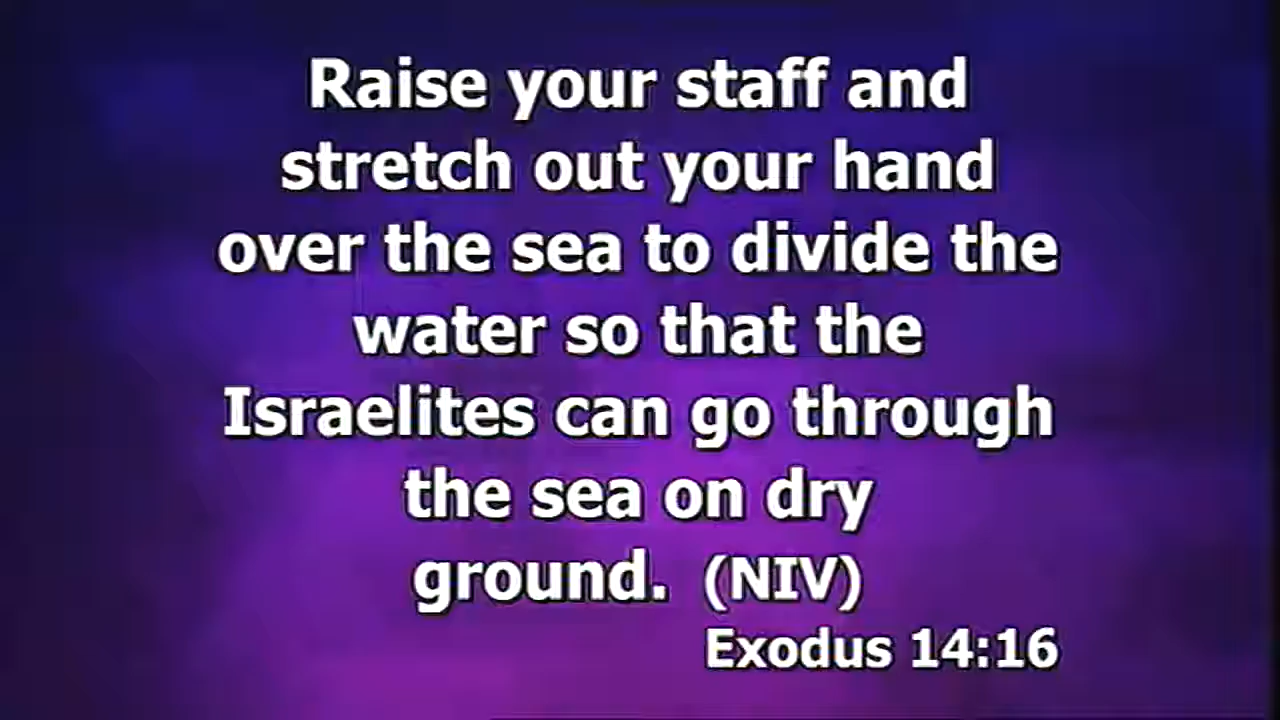 Raise your staff and
stretch out your hand
over the sea to divide the
water so that the
Israelites can go through
the sea on dry
ground. (NIV)
Exodus 14:16